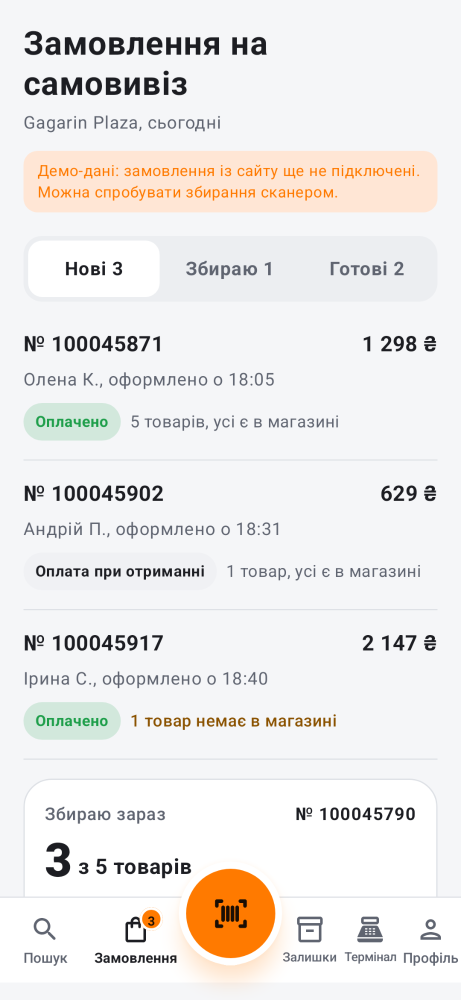 Замовлення на
самовивіз
Gagarin Plaza, сьогодні
Демо-дані: замовлення із сайту ще не підключені.
Можна спробувати збирання сканером.
Нові 3 Збираю 1 Готові 2
№ 100045871 1 298 ₴
Олена К., оформлено о 18:05
Оплачено 5 товарів, усі є в магазині
№ 100045902 629 ₴
Андрій П., оформлено о 18:31
Оплата при отриманні 1 товар, усі є в магазині
№ 100045917 2 147 ₴
Ірина С., оформлено о 18:40
Оплачено 1 товар немає в магазині
Збираю зараз № 100045790
3 з 5 товарів
3
Пошук Замовлення Залишки Термінал Профіль